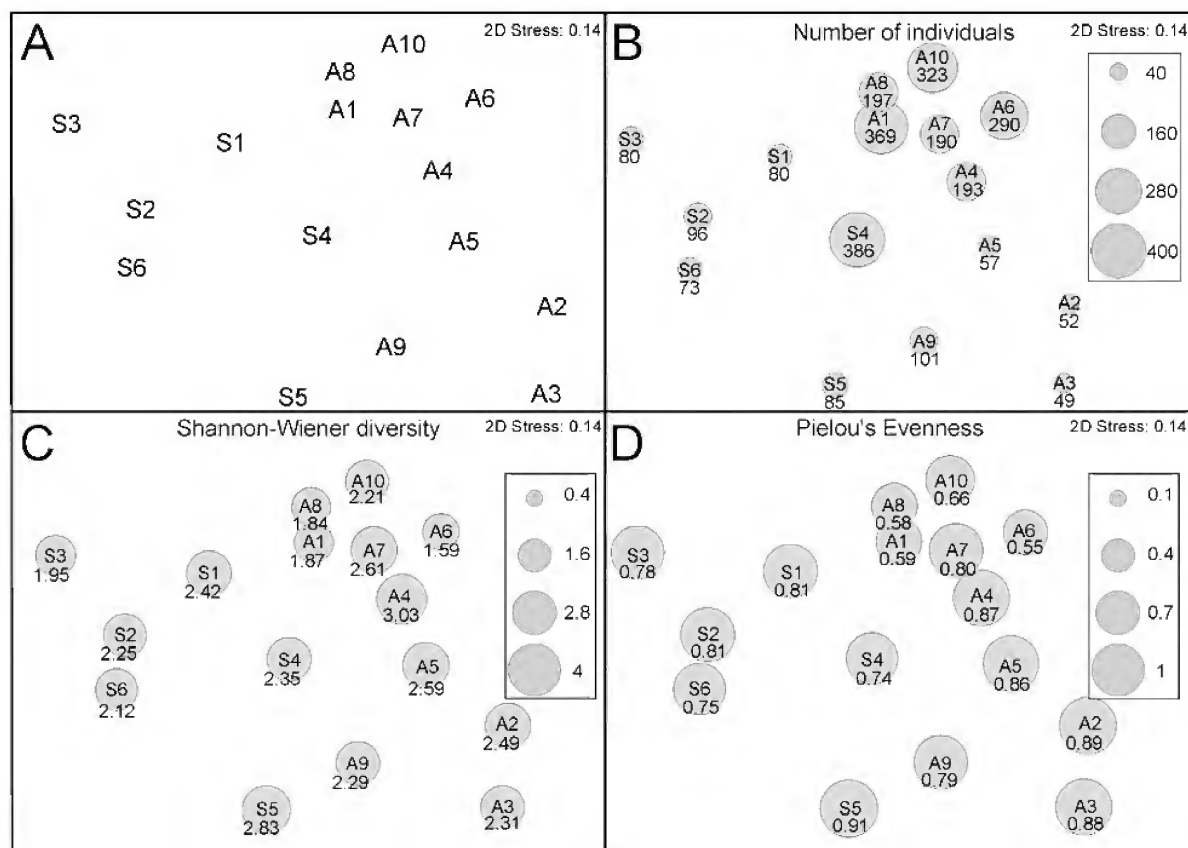 A
2D Stress: 0.14
A10
A8
A6
A1
A7
S3
S1
A4
S2
S4
A5
S6
A2
A9
A3
S5
B
Number of individuals
2D Stress: 0.14
A10
323
A8
197
A6
290
A1
369
A7
190
S3
80
S1
80
A4
193
S2
96
S4
386
A5
57
S6
73
A2
52
A9
101
S5
85
A3
49
40
160
280
400
C
Shannon-Wiener diversity
2D Stress: 0.14
A10
2.21
A8
1.84
A6
1.59
A1
1.87
A7
2.61
S3
1.95
S1
2.42
A4
3.03
S2
2.25
S4
2.35
A5
2.59
S6
2.12
A2
2.49
A9
2.29
S5
2.83
A3
2.31
0.4
1.6
2.8
4
D
Pielou's Evenness
2D Stress: 0.14
A10
0.66
A8
0.58
A6
0.55
A1
0.59
A7
0.80
S3
0.78
S1
0.81
A4
0.87
S2
0.81
S4
0.74
A5
0.86
S6
0.75
A2
0.89
A9
0.79
S5
0.91
A3
0.88
0.1
0.4
0.7
1